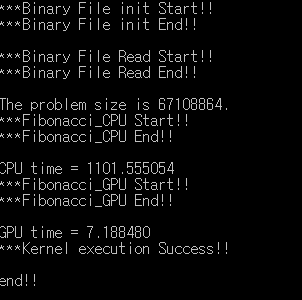 ***Binary File init Start!!
***Binary File init End!!
***Binary File Read Start!!
***Binary File Read End!!
The problem size is 67108864.
***Fibonacci_CPU Start!!
***Fibonacci_CPU End!!
CPU time = 1101.555054
***Fibonacci_GPU Start!!
***Fibonacci_GPU End!!
GPU time = 7.188480
***Kernel execution Success!!
end!!